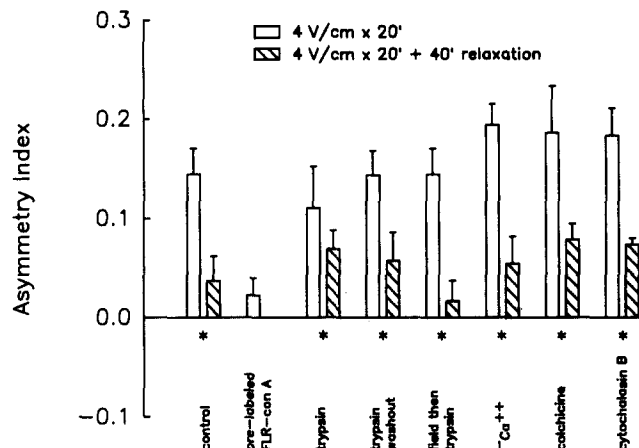 0.3
4 V/cm x 20'
4 V/cm x 20' + 40' relaxation
0.2
Asymmetry Index
0.1
0.0
* * * * * * *
-0.1
control
pre-labeled
FLR-con A
trypsin
trypsin
washout
field then
trypsin
-Ca++
colchicine
cytochalasin B